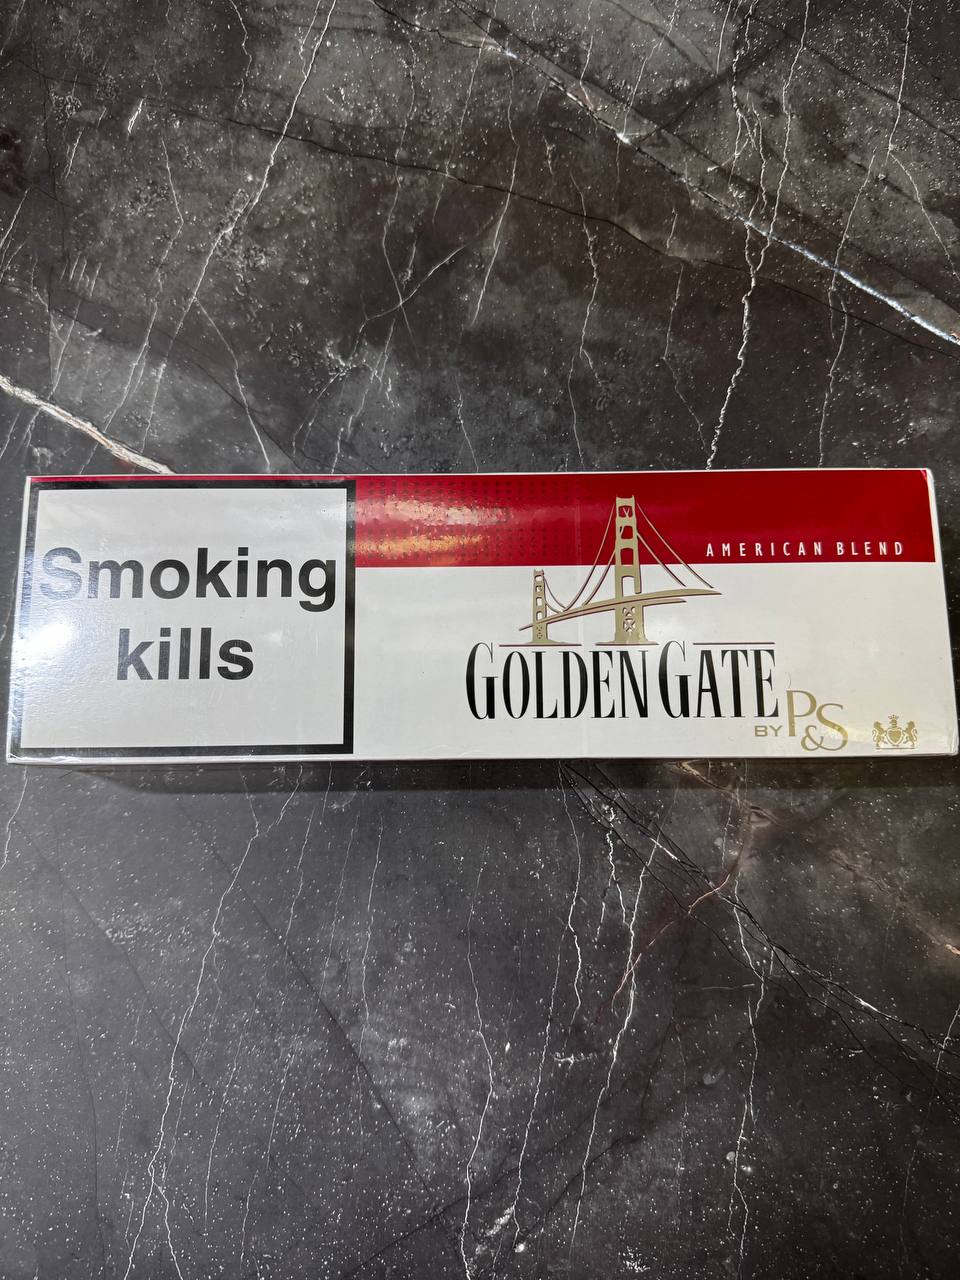 Smoking
kills
AMERICAN BLEND
GOLDEN GATE
BY P&S